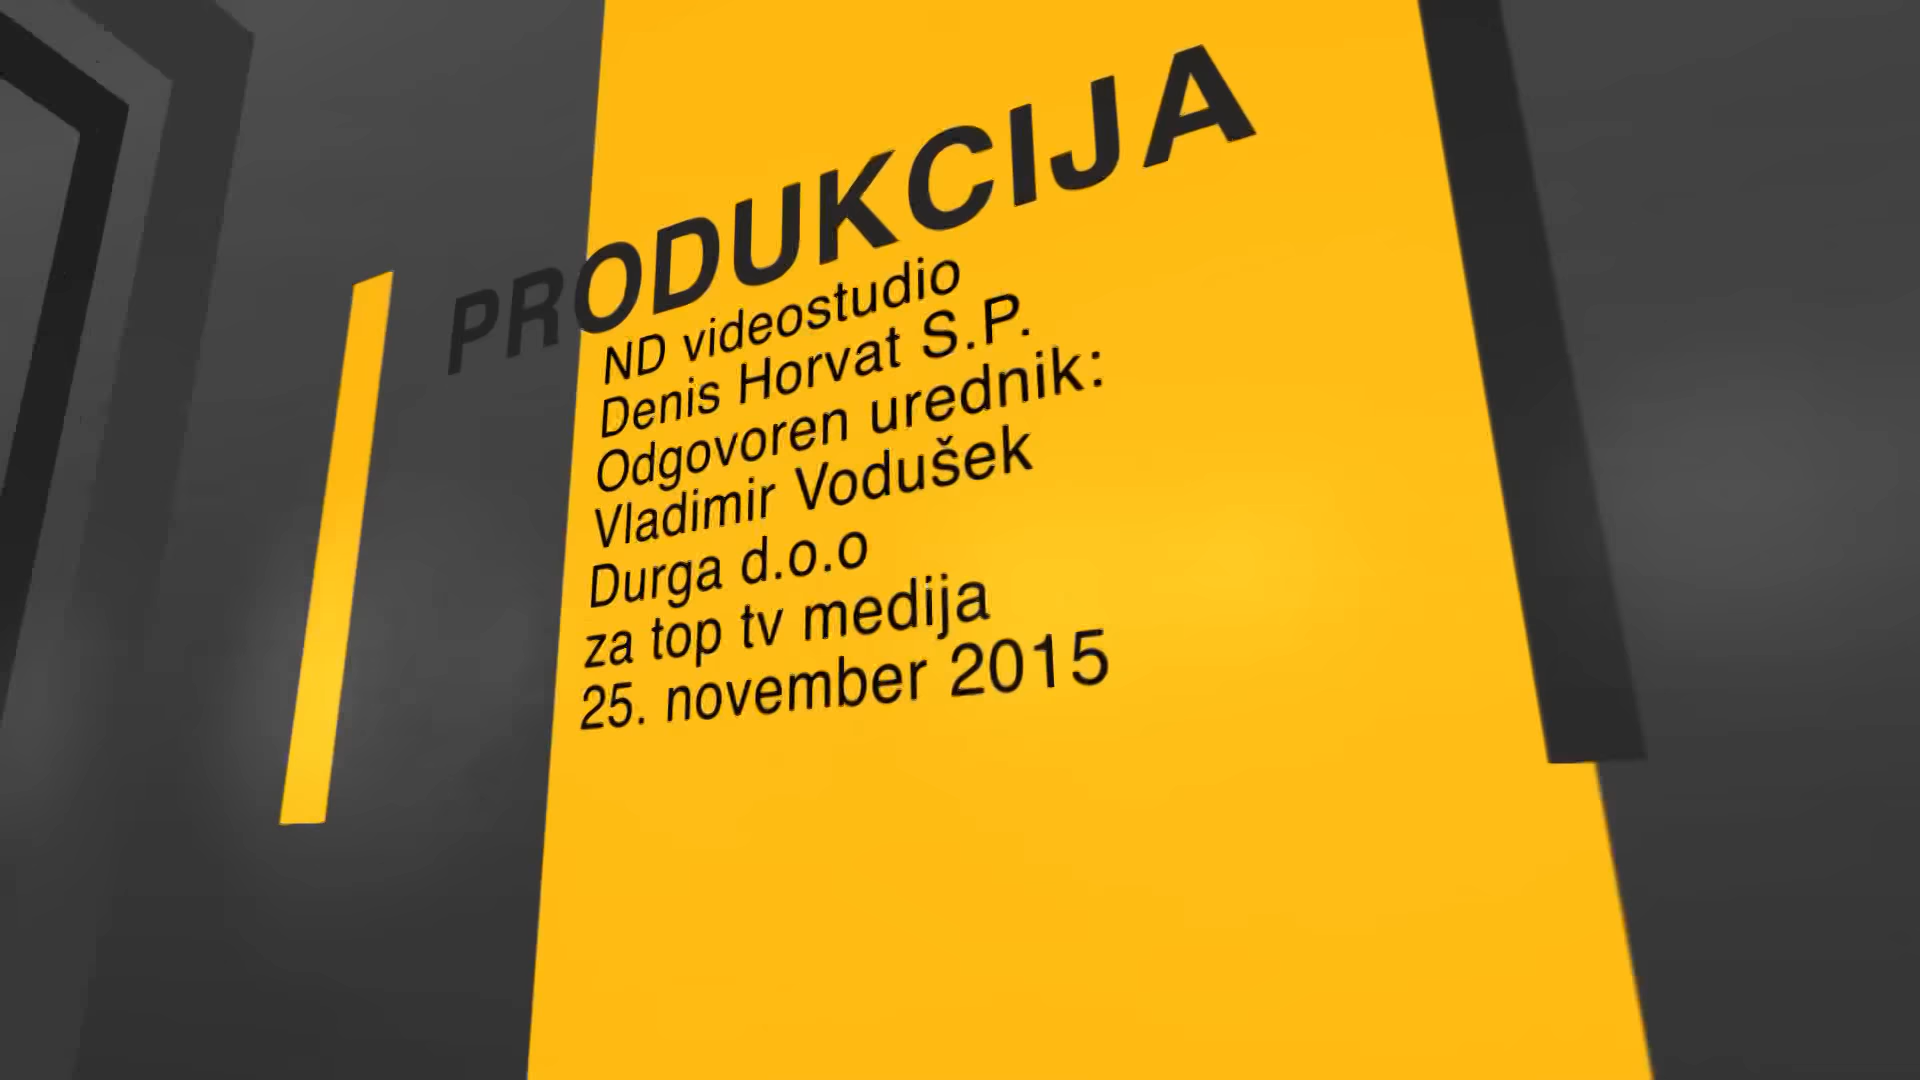 PRODUKCIJA
ND videostudio
Denis Horvat S.P.
Odgovoren urednik:
Vladimir Vodušek
Durga d.o.o
za top tv medija
25. november 2015